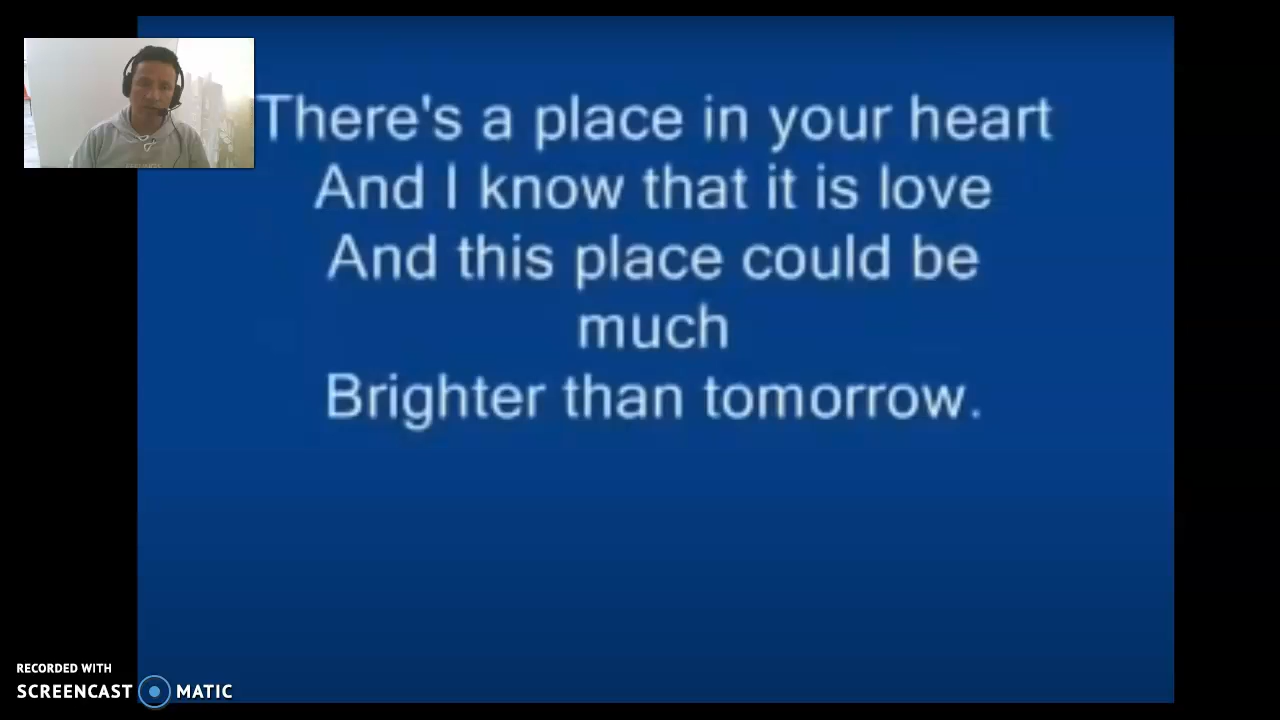 There's a place in your heart
And I know that it is love
And this place could be
much
Brighter than tomorrow.
RECORDED WITH
SCREENCAST MATIC